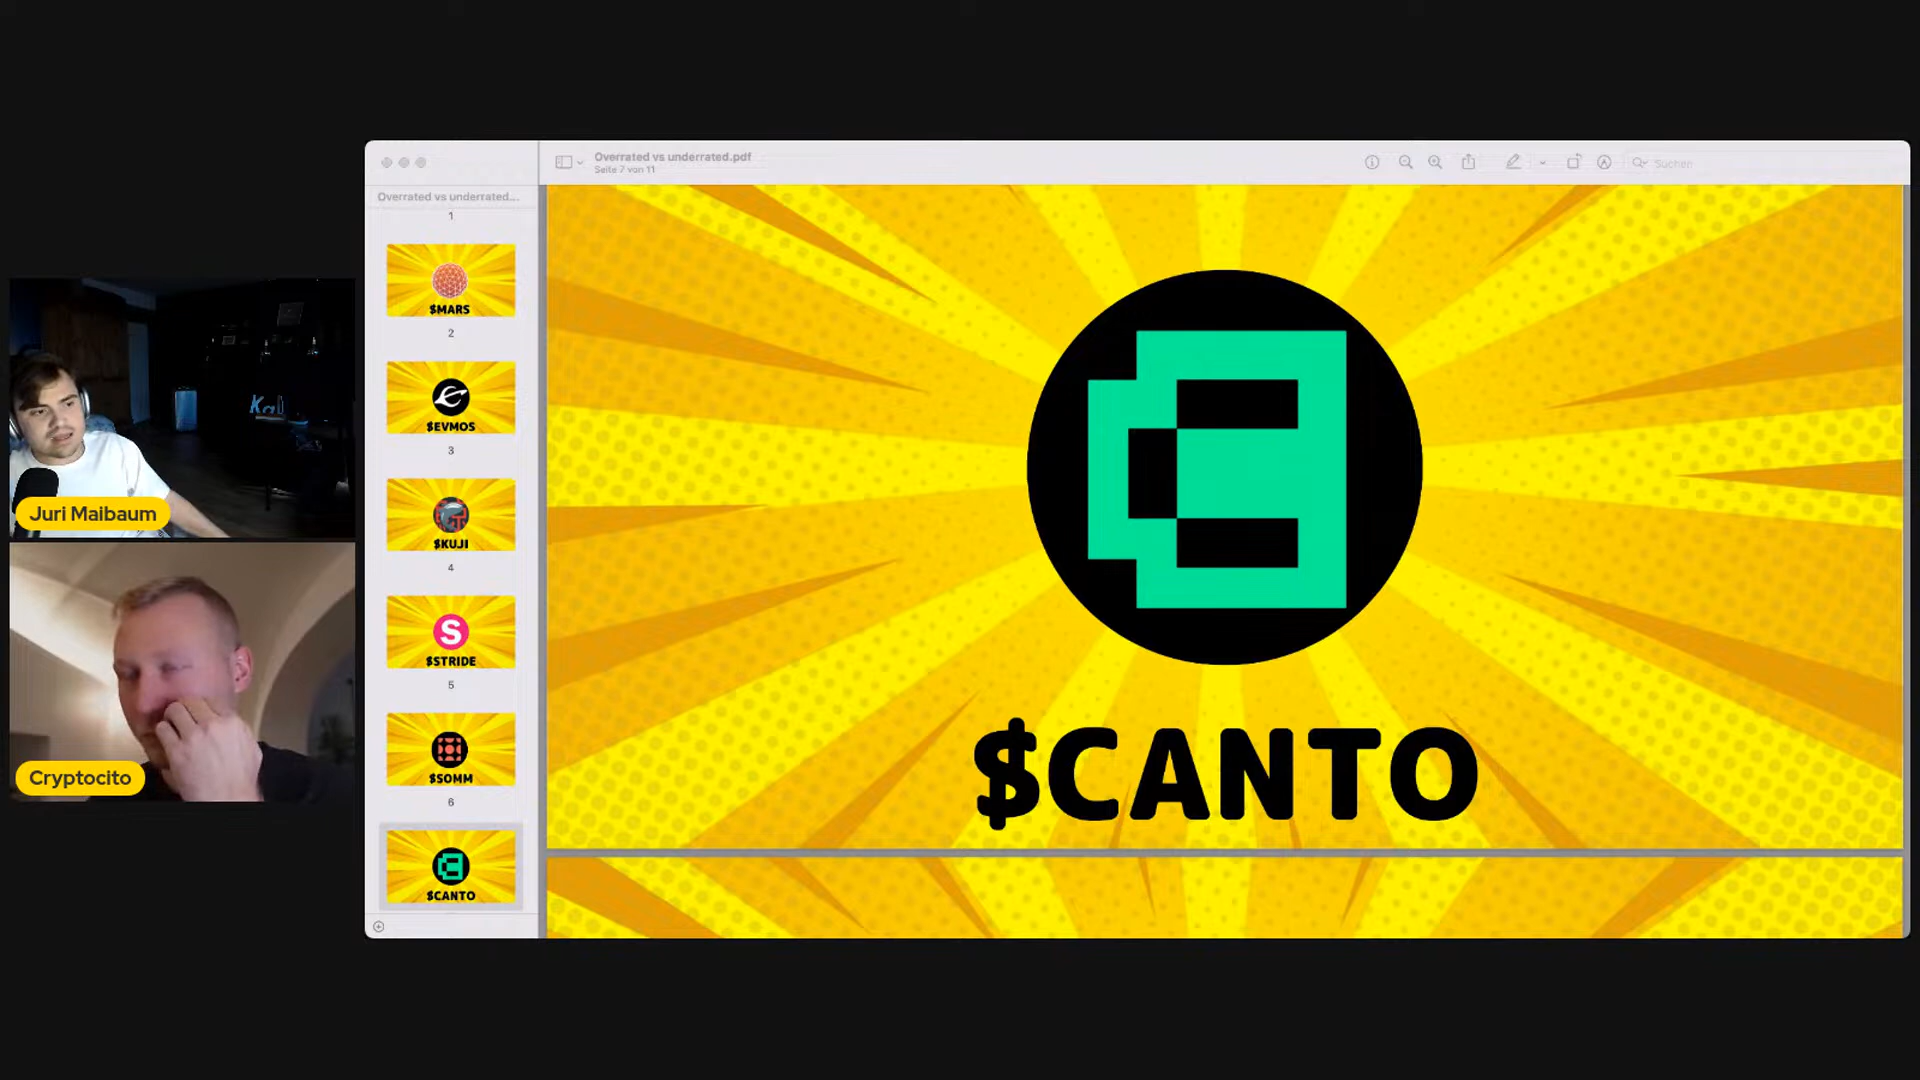 Overrated vs underrated.pdf
Seite 7 von 11
Suchen
Overrated vs underrated...
1
$MARS
2
$EVMOS
3
$KUJI
4
$STRIDE
5
$SOMM
6
$CANTO
$CANTO
Juri Maibaum
Cryptocito